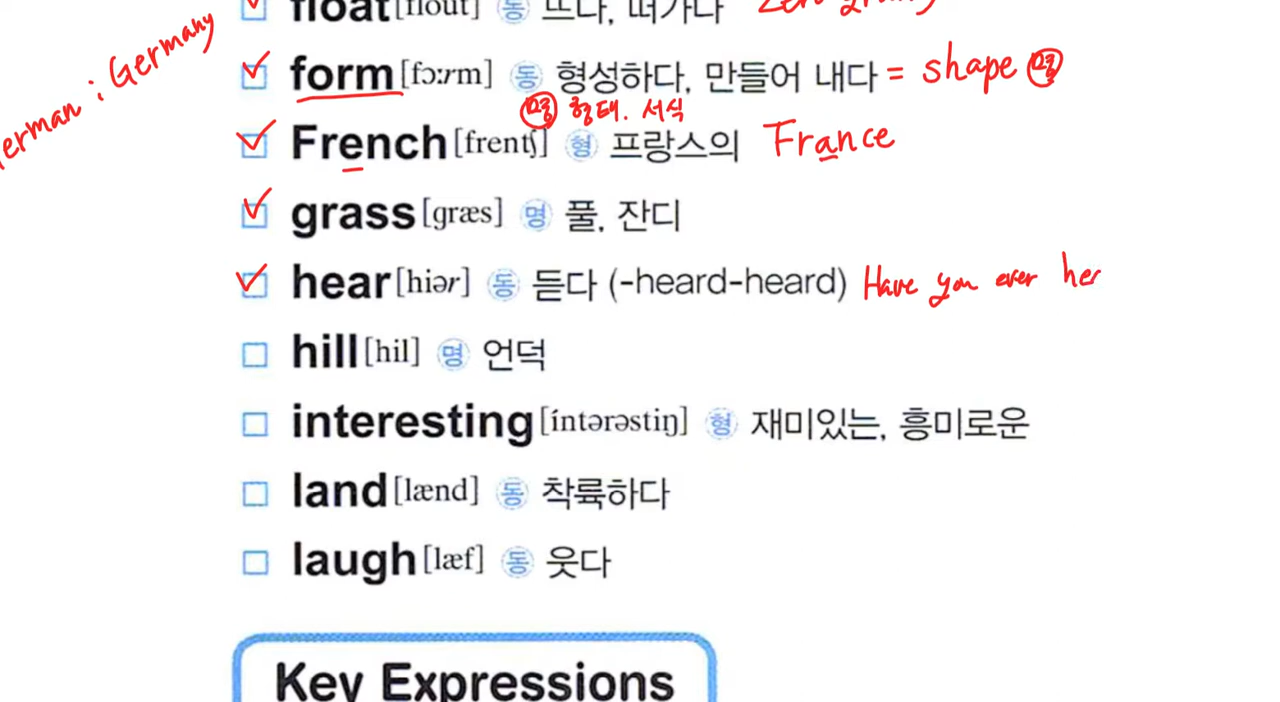 float[flout] 동 뜨다, 떠가다
German ; Germany
form[fɔːrm] 동 형성하다, 만들어 내다 = shape 명
명 형태. 서식
French[frentʃ] 형 프랑스의 France
grass[græs] 명 풀, 잔디
hear[hiər] 동 듣다 (-heard-heard) Have you ever her
hill[hil] 명 언덕
interesting[íntərəstiŋ] 형 재미있는, 흥미로운
land[lænd] 동 착륙하다
laugh[læf] 동 웃다
Key Expressions